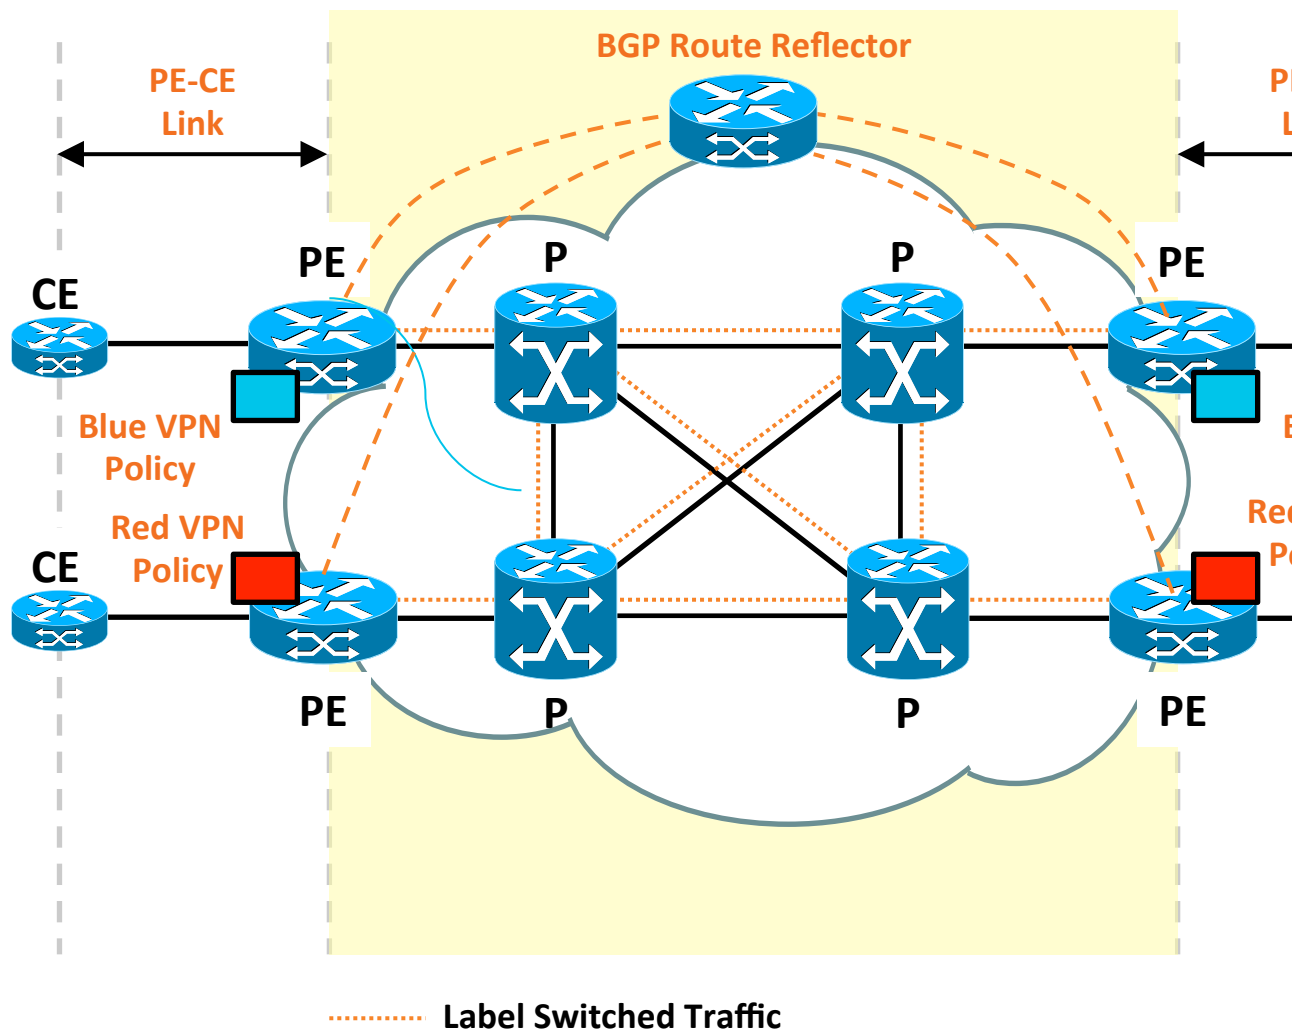 BGP Route Reflector
PE-CE
Link
PE
P
P
PE
CE
Blue VPN
Policy
Red VPN
Policy
CE
PE
P
P
PE
Label Switched Traffic